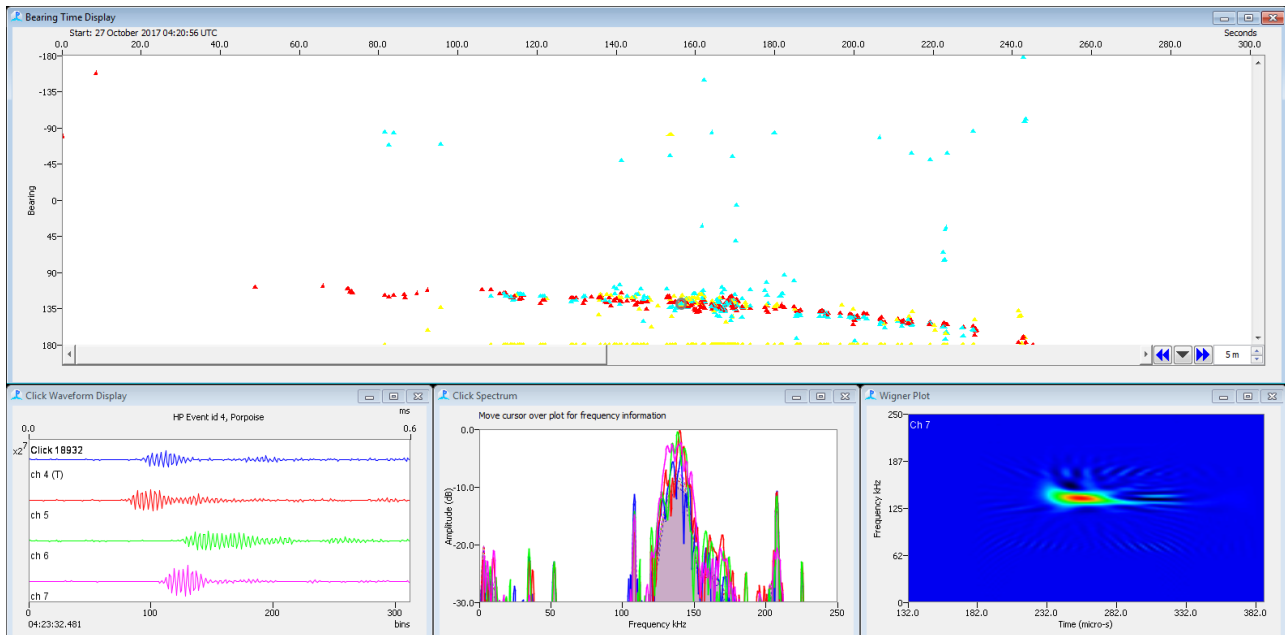 Bearing Time Display
Start: 27 October 2017 04:20:56 UTC
Seconds
0.0 20.0 40.0 60.0 80.0 100.0 120.0 140.0 160.0 180.0 200.0 220.0 240.0 260.0 280.0 300.0
-180
-135
-90
-45
0
45
90
135
180
Bearing
5 m
Click Waveform Display
HP Event id 4, Porpoise
ms
0.0 0.6
x2^7
Click 18932
ch 4 (T)
ch 5
ch 6
ch 7
0 100 200 300
04:23:32.481
bins
Click Spectrum
Move cursor over plot for frequency information
0.0
-10.0
-20.0
-30.0
Amplitude (dB)
0 50 100 150 200 250
Frequency kHz
Wigner Plot
Ch 7
250
187
125
62
0
Frequency kHz
132.0 182.0 232.0 282.0 332.0 382.0
Time (micro-s)